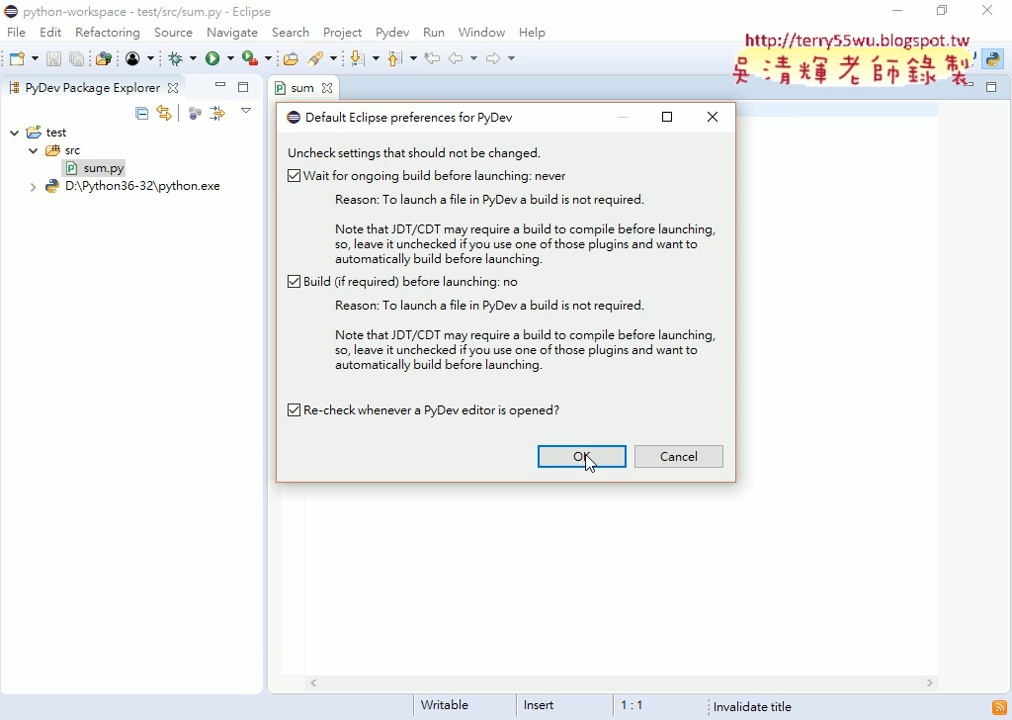 python-workspace - test/src/sum.py - Eclipse
File Edit Refactoring Source Navigate Search Project Pydev Run Window Help
http://terry55wu.blogspot.tw
吳清輝老師錄製
PyDev Package Explorer
sum
test
src
sum.py
D:\Python36-32\python.exe
Default Eclipse preferences for PyDev
Uncheck settings that should not be changed.
Wait for ongoing build before launching: never
Reason: To launch a file in PyDev a build is not required.
Note that JDT/CDT may require a build to compile before launching,
so, leave it unchecked if you use one of those plugins and want to
automatically build before launching.
Build (if required) before launching: no
Reason: To launch a file in PyDev a build is not required.
Note that JDT/CDT may require a build to compile before launching,
so, leave it unchecked if you use one of those plugins and want to
automatically build before launching.
Re-check whenever a PyDev editor is opened?
OK Cancel
Writable Insert 1 : 1 Invalidate title